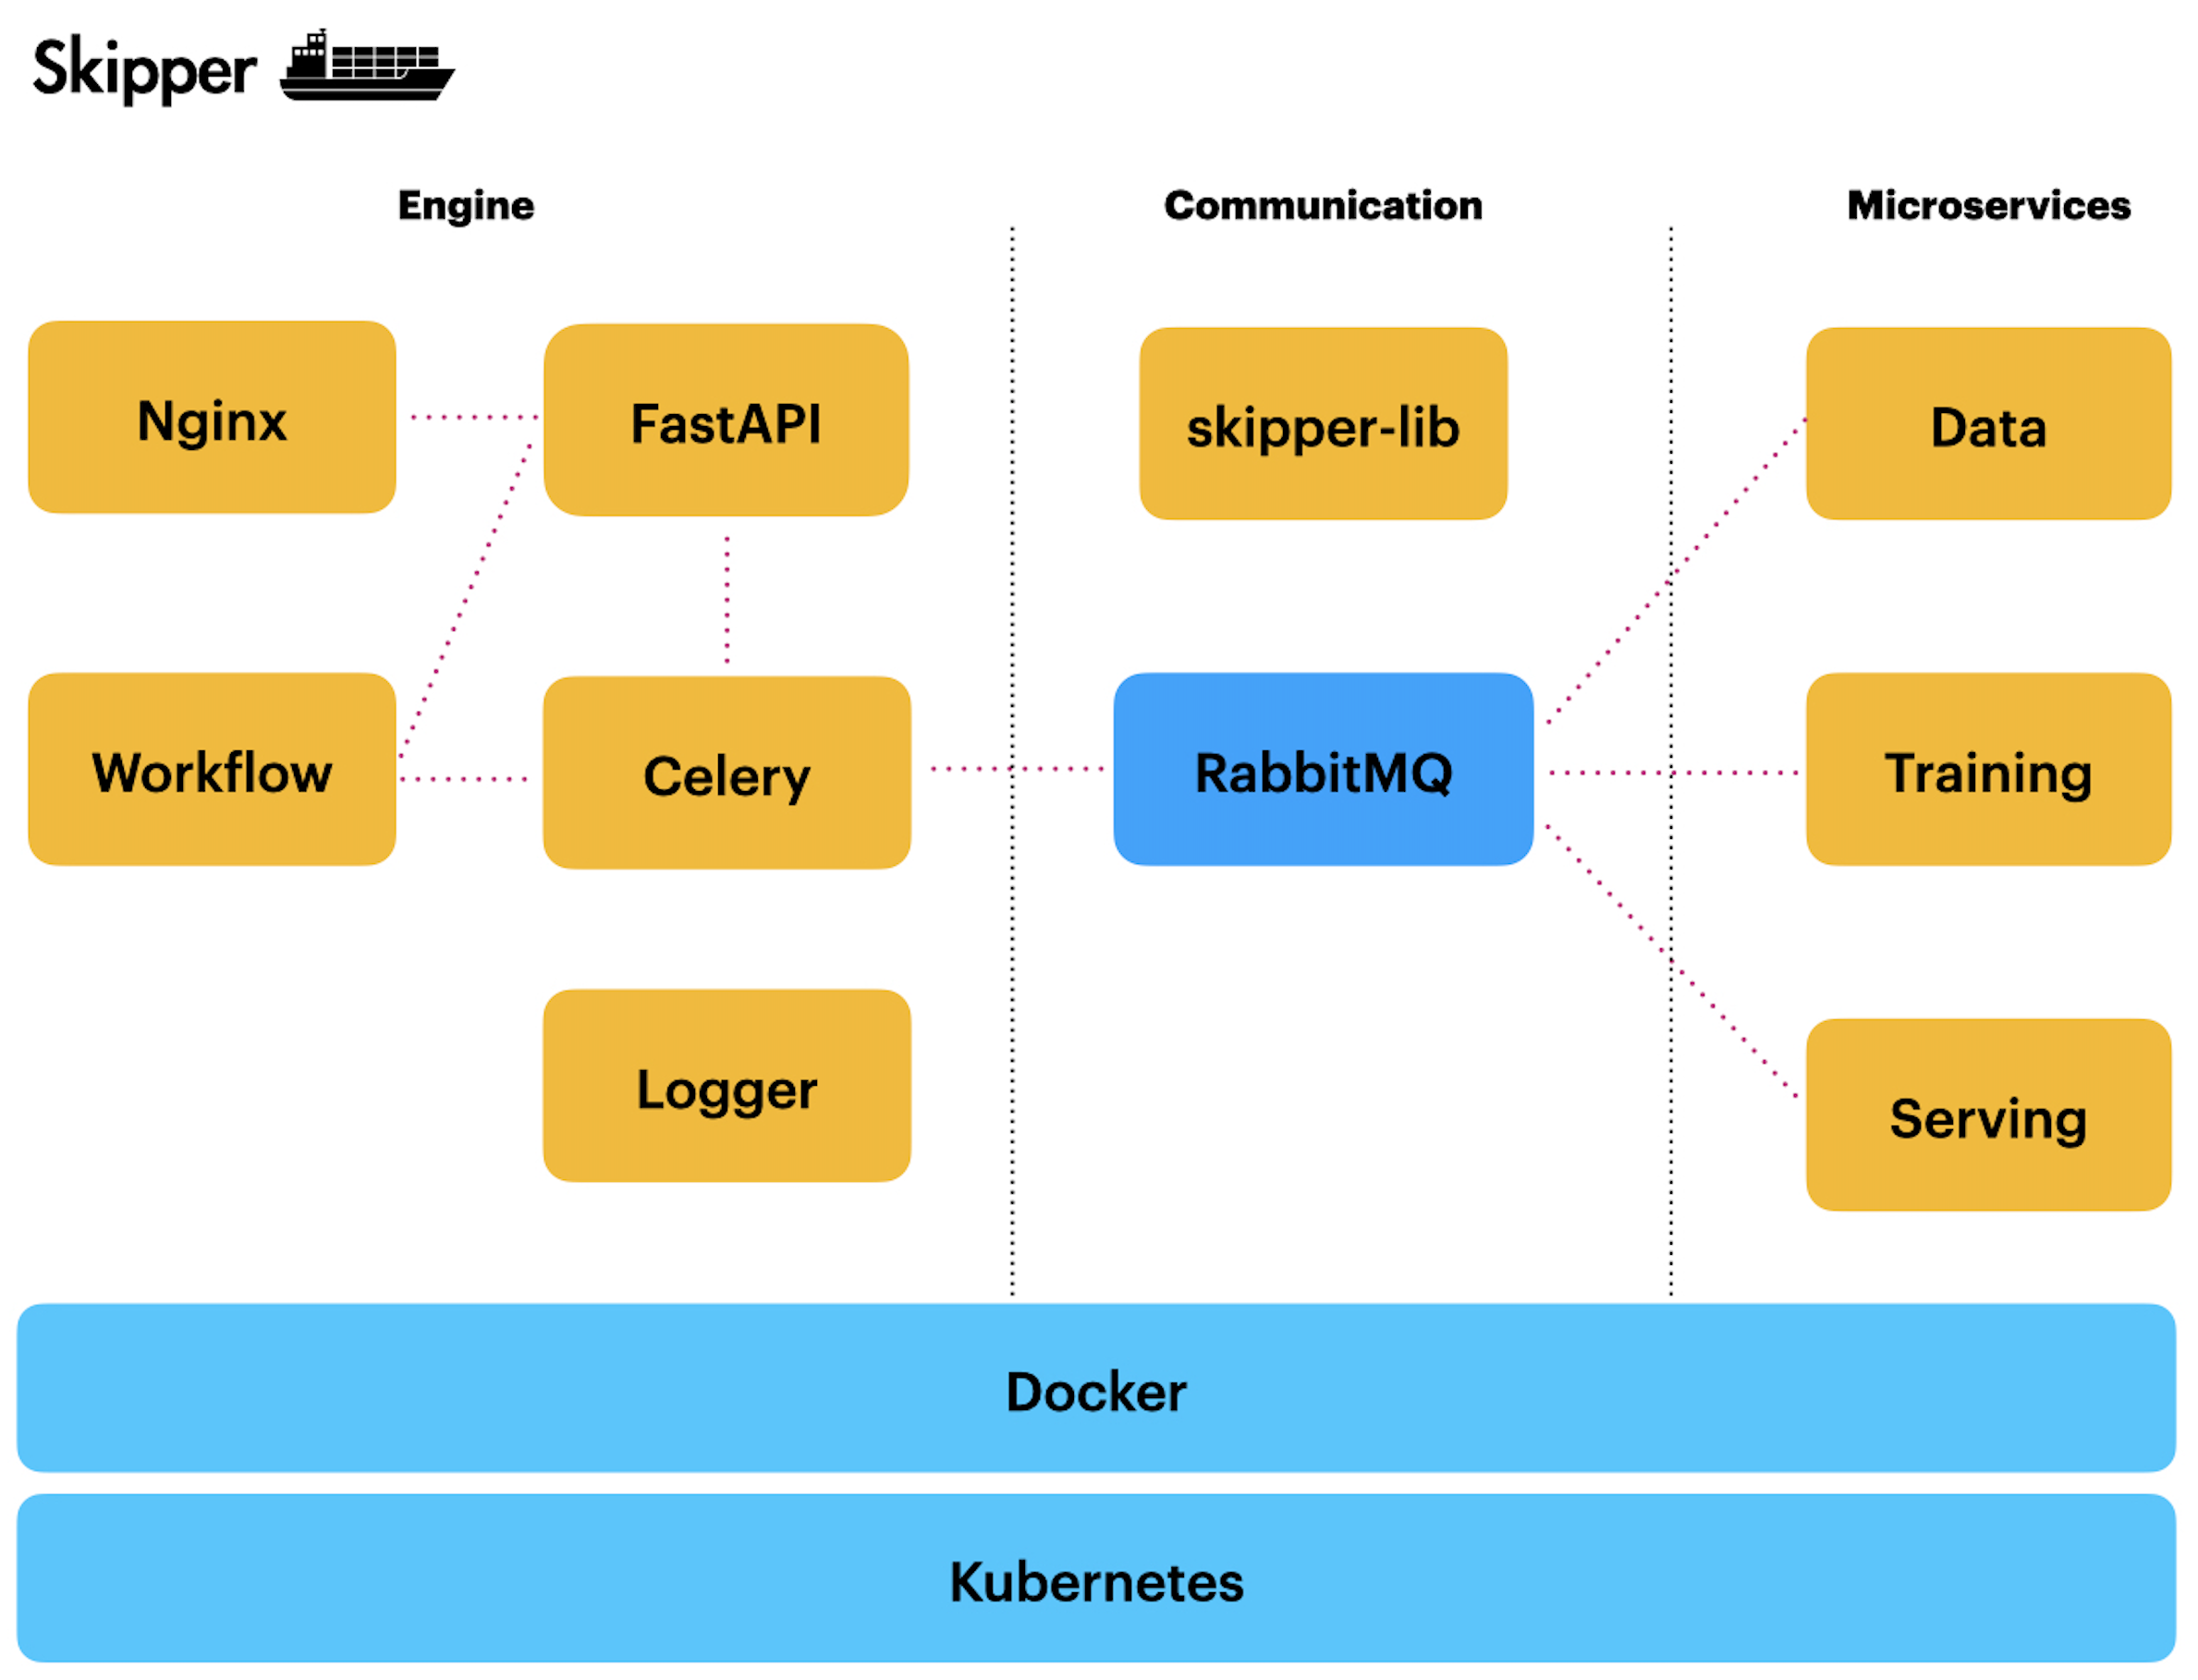 Skipper
Engine
Communication
Microservices
Nginx
FastAPI
skipper-lib
Data
Workflow
Celery
RabbitMQ
Training
Logger
Serving
Docker
Kubernetes